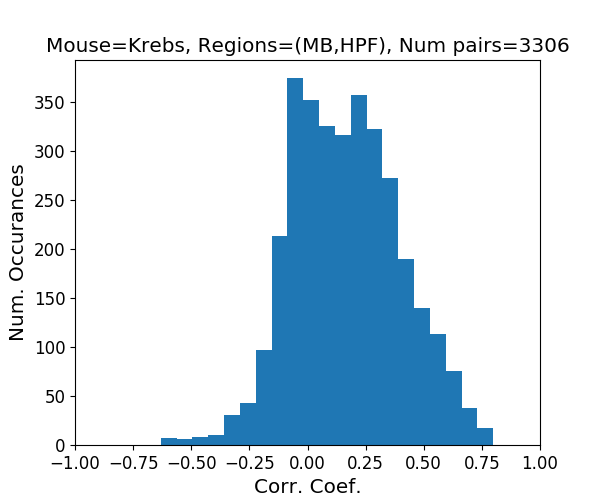 Mouse=Krebs, Regions=(MB,HPF), Num pairs=3306
Num. Occurances
350
300
250
200
150
100
50
0
−1.00 −0.75 −0.50 −0.25 0.00 0.25 0.50 0.75 1.00
Corr. Coef.